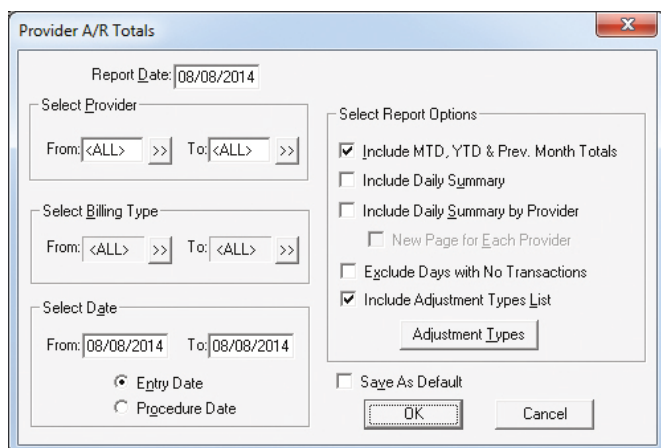 Provider A/R Totals
Report Date: 08/08/2014
Select Provider
From: <ALL> >> To: <ALL> >>
Select Billing Type
From: <ALL> >> To: <ALL> >>
Select Date
From: 08/08/2014 To: 08/08/2014
Entry Date
Procedure Date
Select Report Options
Include MTD, YTD & Prev. Month Totals
Include Daily Summary
Include Daily Summary by Provider
New Page for Each Provider
Exclude Days with No Transactions
Include Adjustment Types List
Adjustment Types
Save As Default
OK Cancel